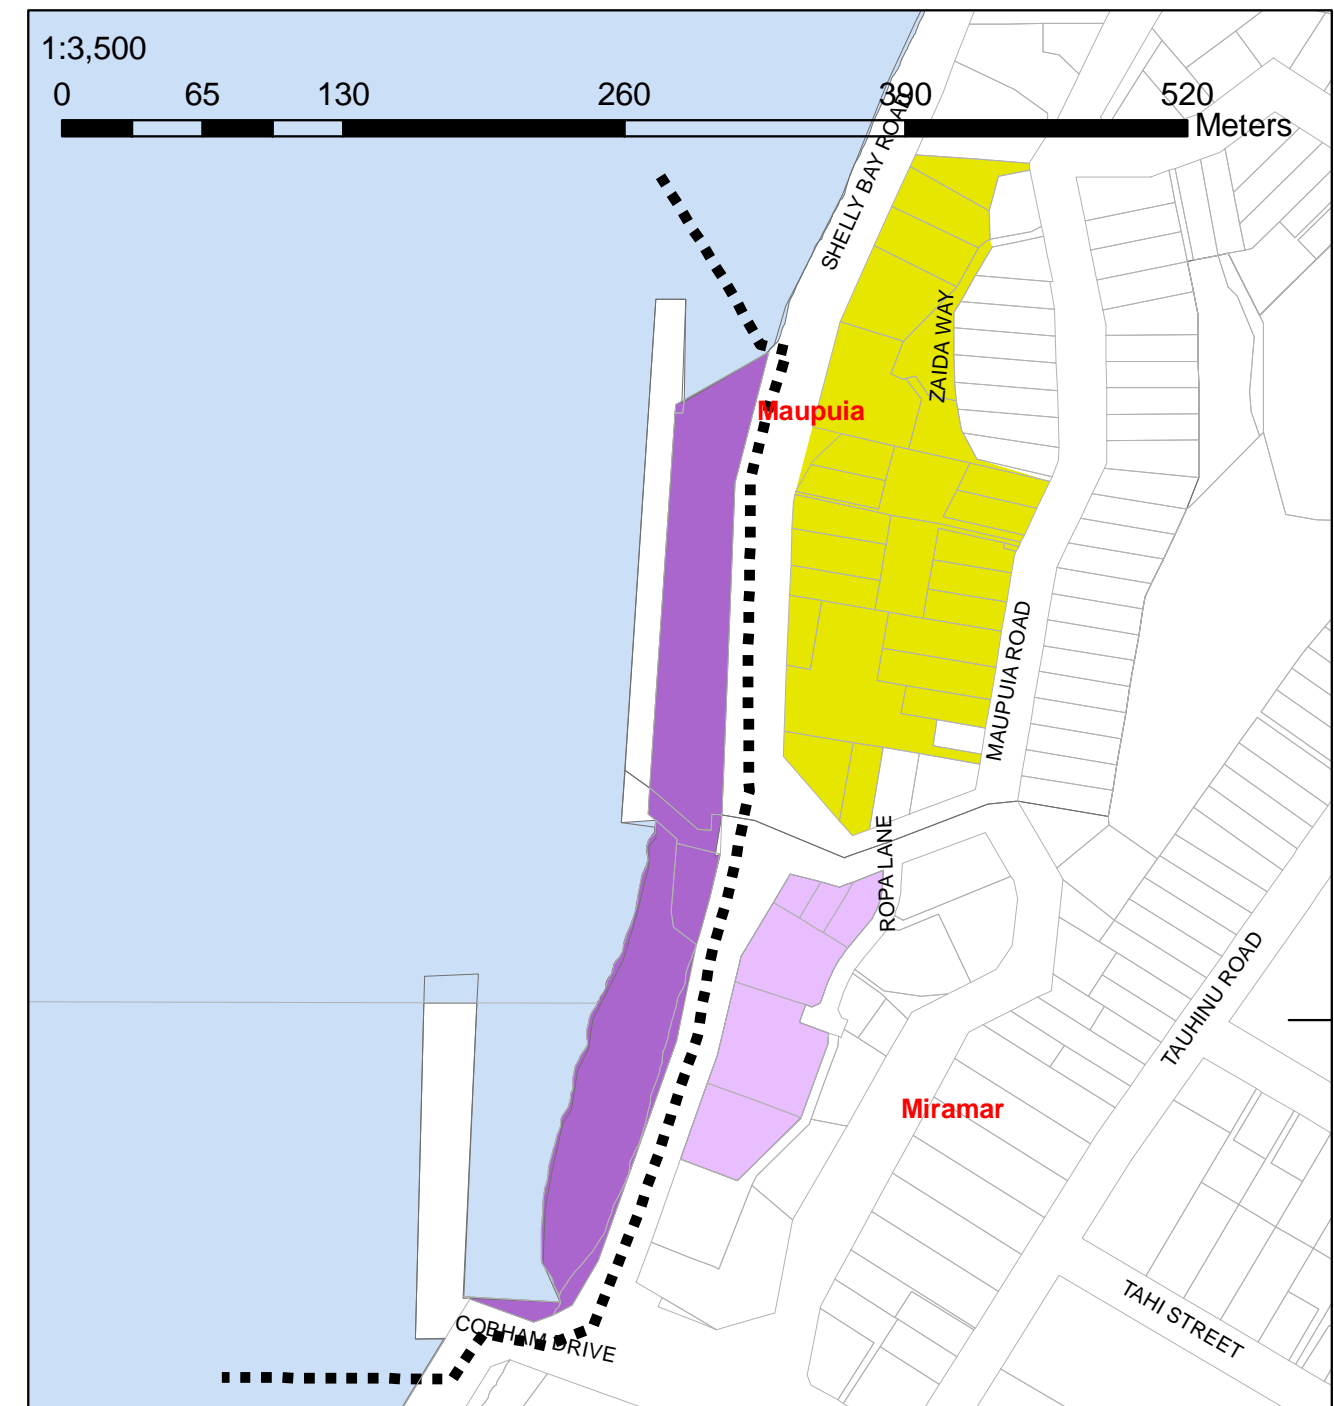 1:3,500
0 65 130 260 390 520
Meters
SHELLY BAY ROAD
ZAIDA WAY
Maupuia
MAUPUIA ROAD
ROPA LANE
TAUHINU ROAD
Miramar
TAHI STREET
COBHAM DRIVE